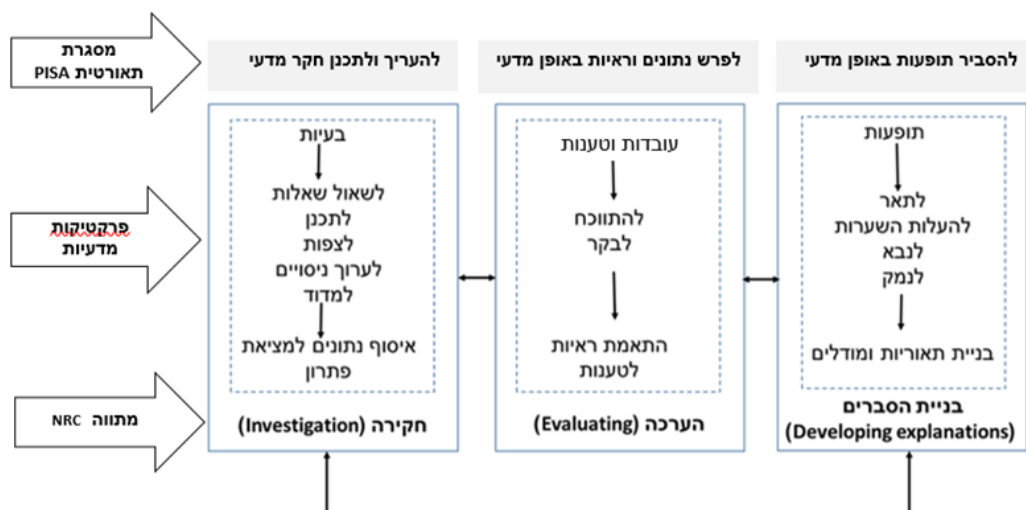 מסגרת
תאורטית PISA
להעריך ולתכנן חקר מדעי
לפרש נתונים וראיות באופן מדעי
להסביר תופעות באופן מדעי
פרקטיקות
מדעיות
בעיות
לשאול שאלות
לתכנן
לצפות
לערוך ניסויים
למדוד
איסוף נתונים למציאת
פתרון
עובדות וטענות
להתווכח
לבקר
התאמת ראיות
לטענות
תופעות
לתאר
להעלות השערות
לנבא
לנמק
בניית תאוריות ומודלים
מתווה NRC
חקירה (Investigation)
הערכה (Evaluating)
בניית הסברים
(Developing explanations)